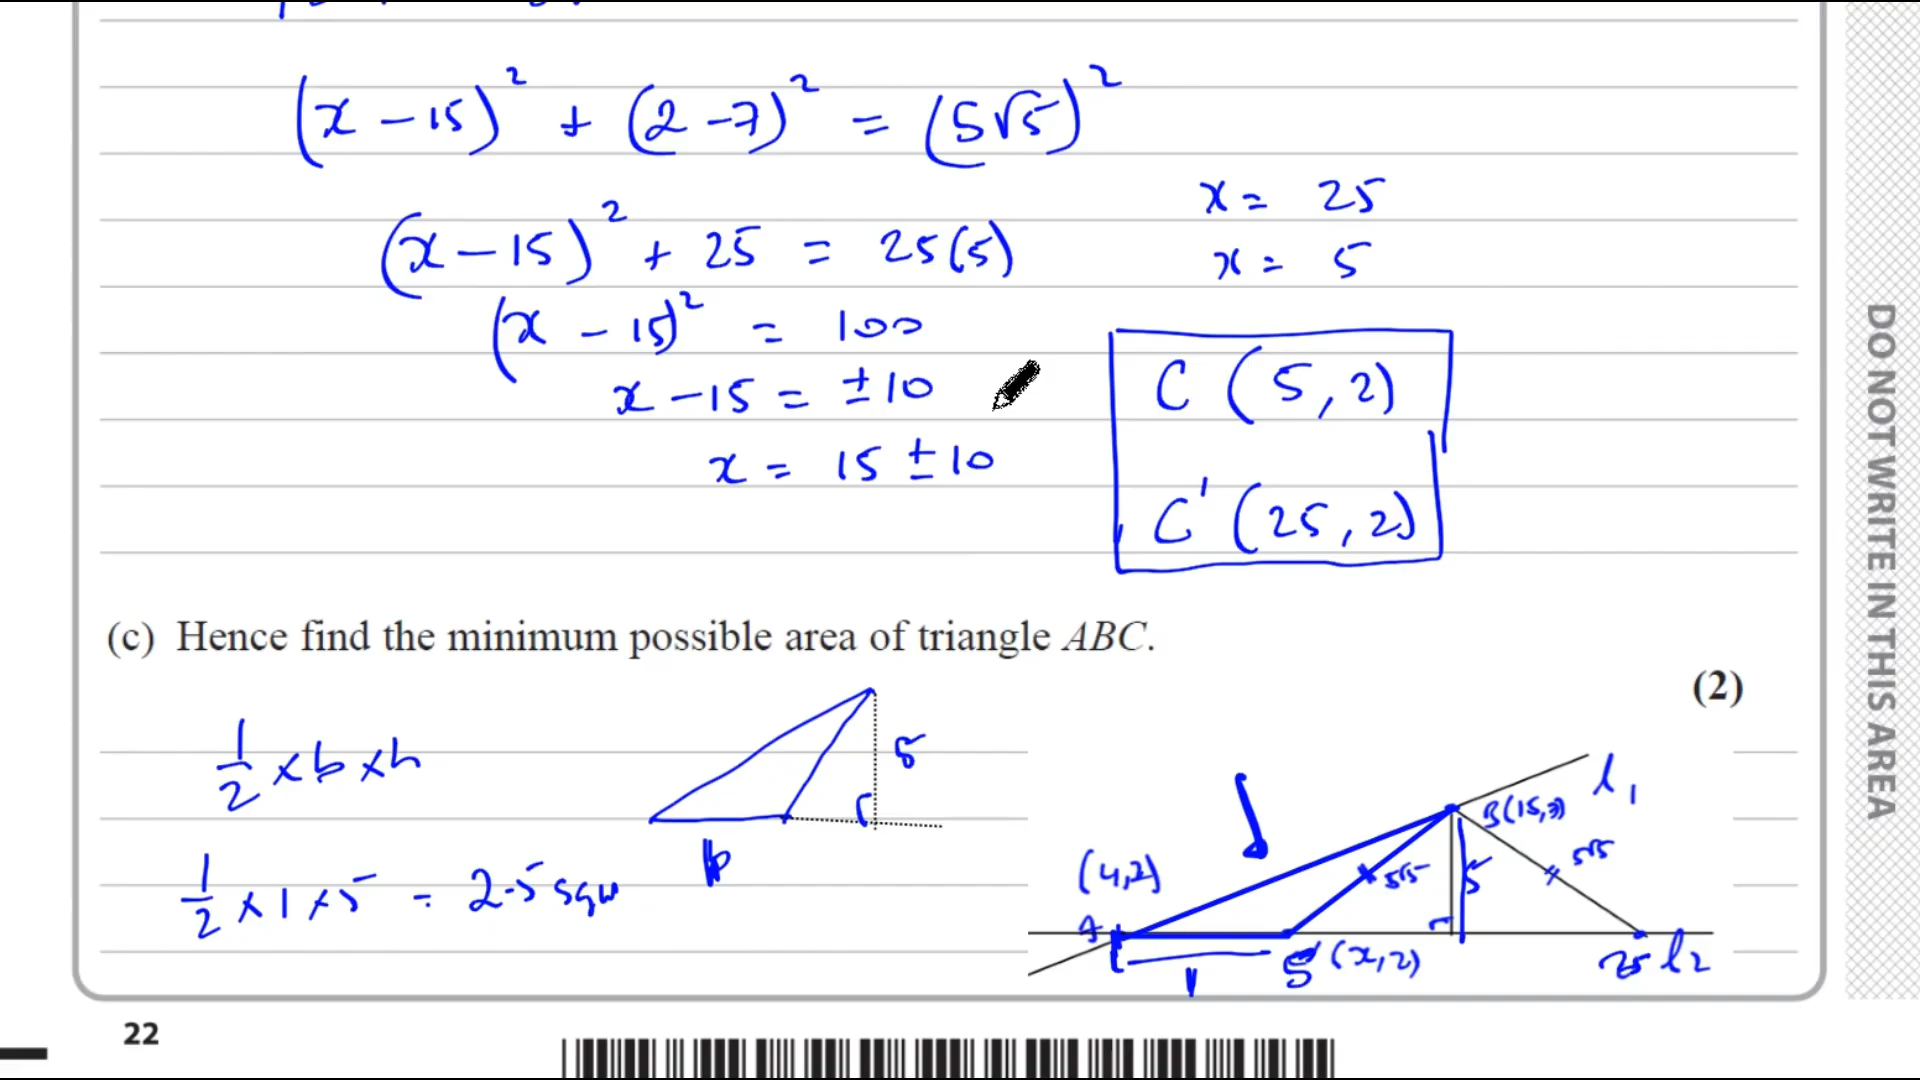 (x - 15)² + (2 - 7)² = (5√5)²
(x - 15)² + 25 = 25(5)
(x - 15)² = 100
x - 15 = ± 10
x = 15 ± 10
x = 25
x = 5
C (5, 2)
C' (25, 2)
(c) Hence find the minimum possible area of triangle ABC.
(2)
1/2 × b × h
1/2 × 1 × 5 = 2.5 squ
5
b
l₁
B(15,7)
(4,2)
5√5
5
5√5
A
1
5 (x, 2)
25
l₂
22
DO NOT WRITE IN THIS AREA